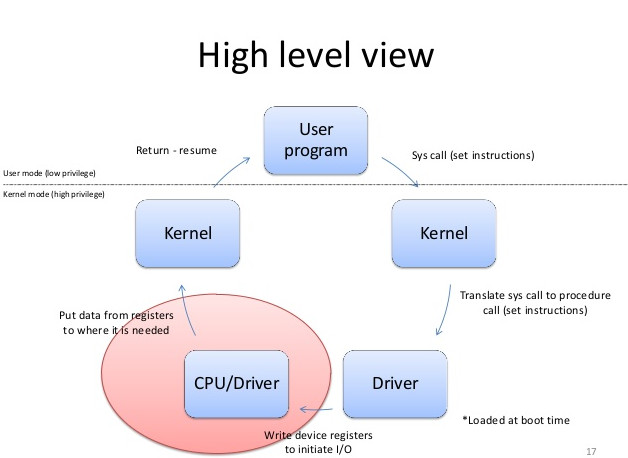 High level view
User
program
Return - resume
Sys call (set instructions)
User mode (low privilege)
Kernel mode (high privilege)
Kernel
Kernel
Translate sys call to procedure
call (set instructions)
Put data from registers
to where it is needed
CPU/Driver
Driver
*Loaded at boot time
Write device registers
to initiate I/O
17